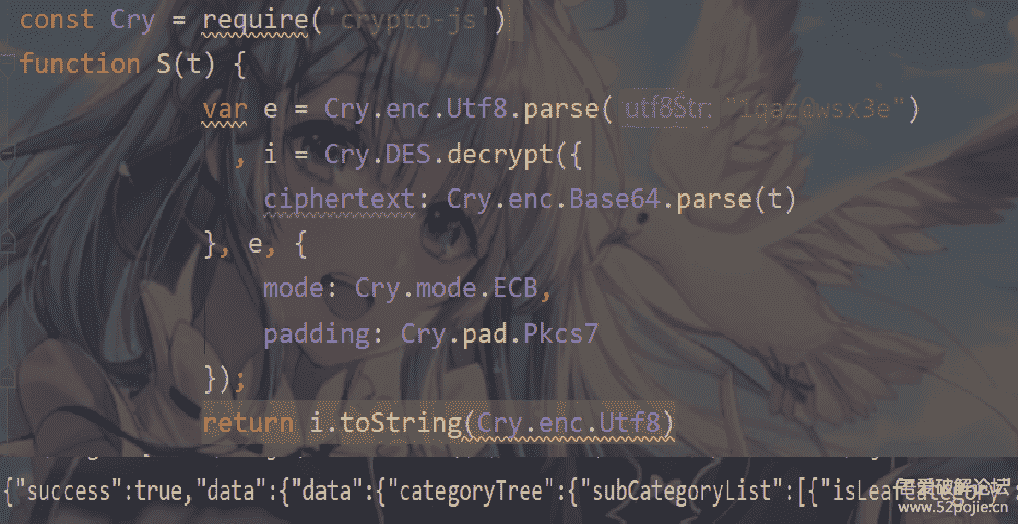 const Cry = require('crypto-js')
function S(t) {
var e = Cry.enc.Utf8.parse( utf8Str: "iqaz@wsx3e")
, i = Cry.DES.decrypt({
ciphertext: Cry.enc.Base64.parse(t)
}, e, {
mode: Cry.mode.ECB,
padding: Cry.pad.Pkcs7
});
return i.toString(Cry.enc.Utf8)
{"success":true,"data":{"data":{"categoryTree":{"subCategoryList":[{"isLeafCategory":
吾爱破解论坛
www.52pojie.cn